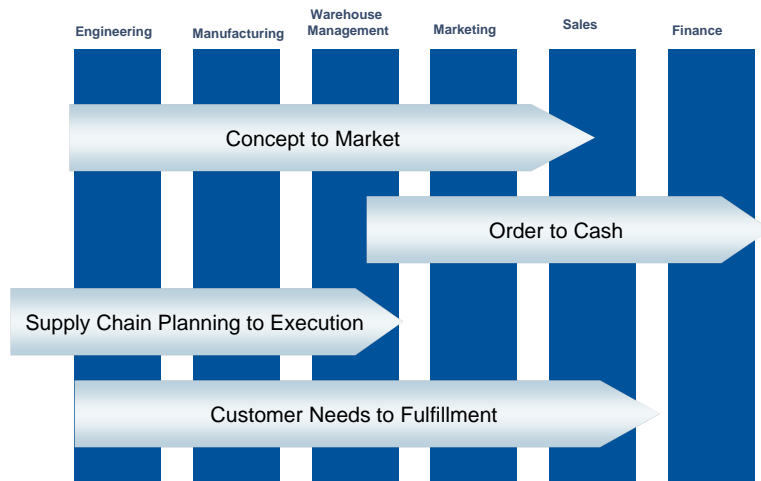 Engineering
Manufacturing
Warehouse
Management
Marketing
Sales
Finance
Concept to Market
Order to Cash
Supply Chain Planning to Execution
Customer Needs to Fulfillment